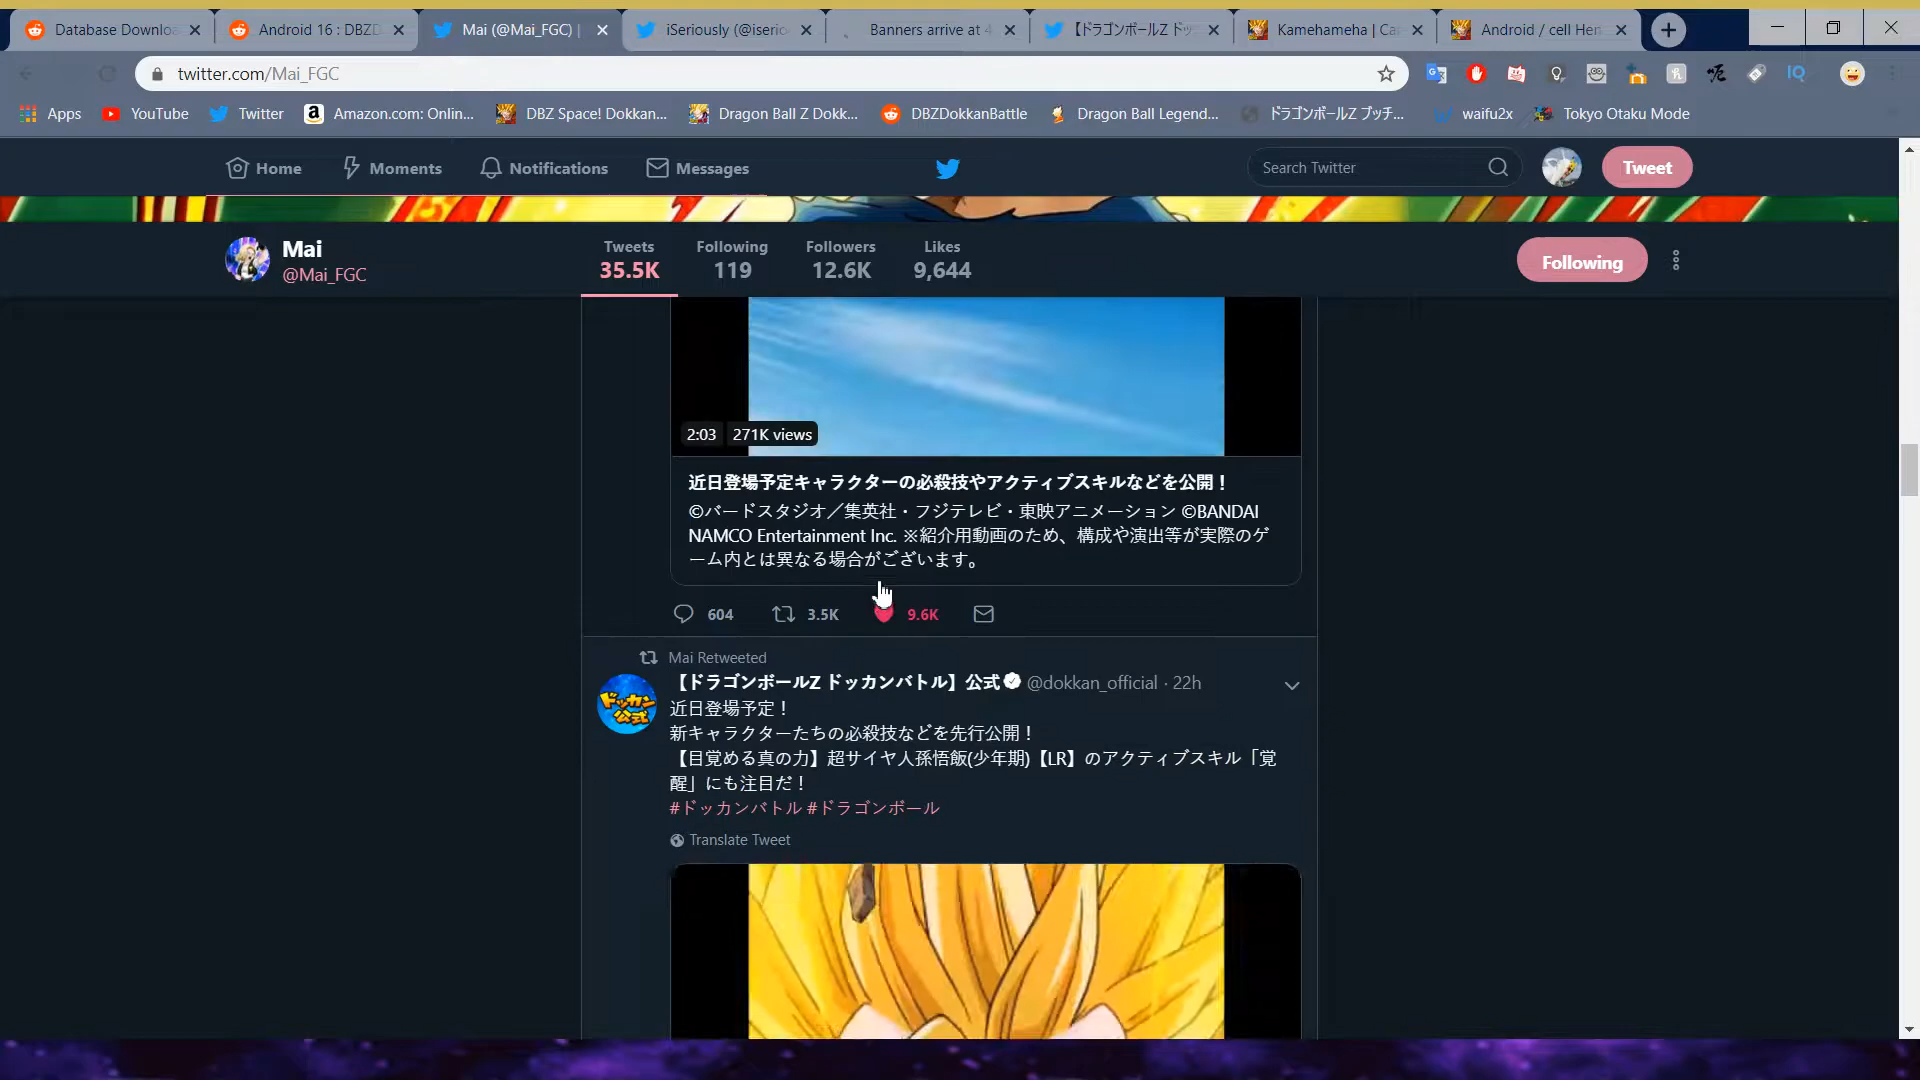 Database Downlo
Android 16 : DBZD
Mai (@Mai_FGC) |
iSeriously (@iserio
Banners arrive at 4
【ドラゴンボールZ ドッ
Kamehameha | Ca
Android / cell Hen
twitter.com/Mai_FGC
Apps
YouTube
Twitter
Amazon.com: Onlin...
DBZ Space! Dokkan...
Dragon Ball Z Dokk...
DBZDokkanBattle
Dragon Ball Legend...
ドラゴンボールZ ブッチ...
waifu2x
Tokyo Otaku Mode
Home
Moments
Notifications
Messages
Search Twitter
Tweet
Mai
@Mai_FGC
Tweets
35.5K
Following
119
Followers
12.6K
Likes
9,644
Following
2:03
271K views
近日登場予定キャラクターの必殺技やアクティブスキルなどを公開！
©バードスタジオ／集英社・フジテレビ・東映アニメーション ©BANDAI
NAMCO Entertainment Inc. ※紹介用動画のため、構成や演出等が実際のゲ
ーム内とは異なる場合がございます。
604
3.5K
9.6K
Mai Retweeted
【ドラゴンボールZ ドッカンバトル】公式 @dokkan_official · 22h
ドッカン
公式
近日登場予定！
新キャラクターたちの必殺技などを先行公開！
【目覚める真の力】超サイヤ人孫悟飯(少年期)【LR】のアクティブスキル「覚
醒」にも注目だ！
#ドッカンバトル #ドラゴンボール
Translate Tweet